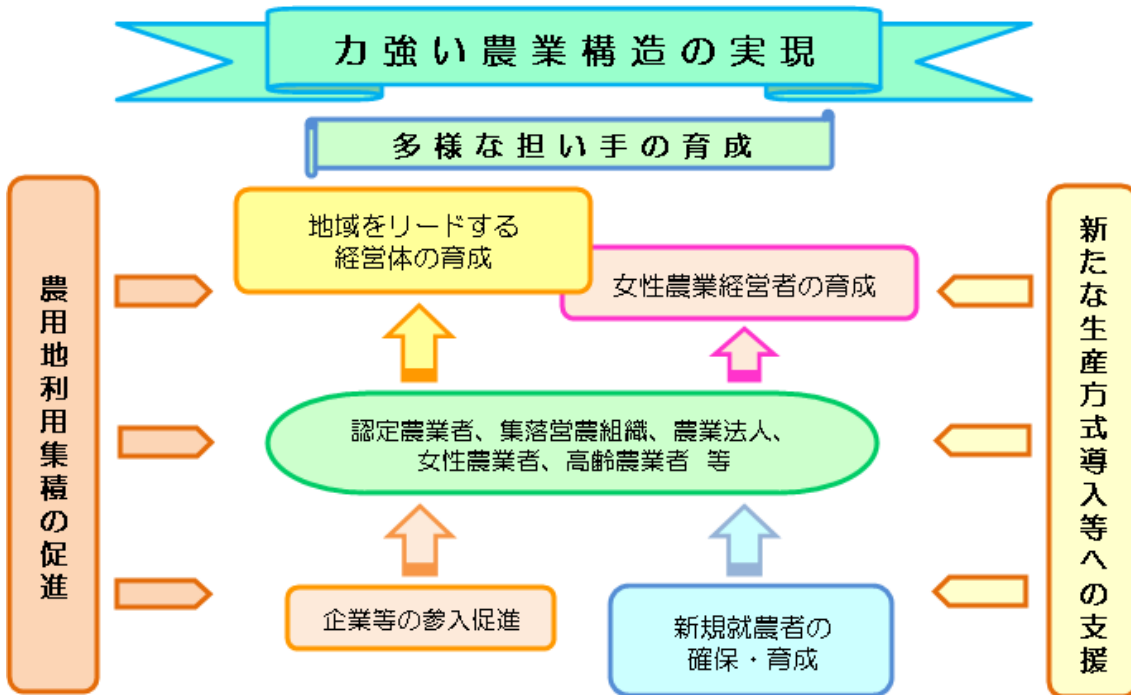 力強い農業構造の実現
多様な担い手の育成
農用地利用集積の促進
地域をリードする
経営体の育成
女性農業経営者の育成
認定農業者、集落営農組織、農業法人、
女性農業者、高齢農業者 等
企業等の参入促進
新規就農者の
確保・育成
新たな生産方式導入等への支援